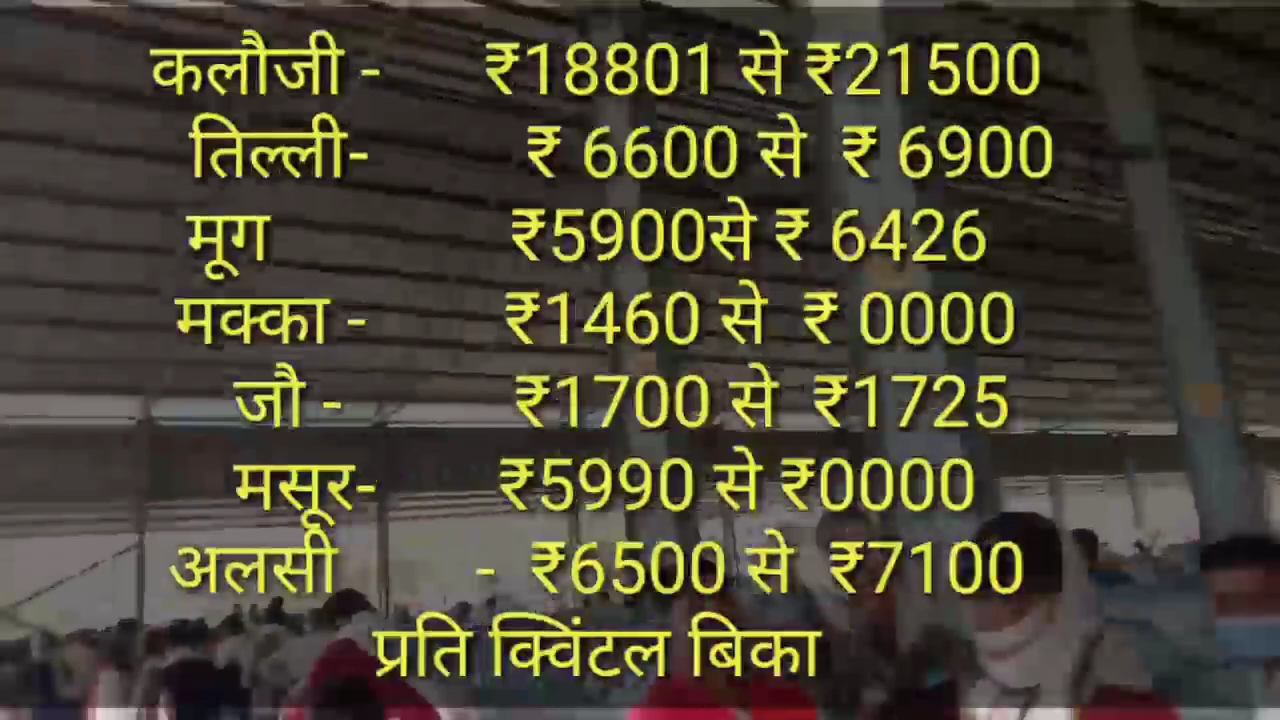 कलौजी - ₹18801 से ₹21500
तिल्ली- ₹ 6600 से ₹ 6900
मूग ₹5900से ₹ 6426
मक्का - ₹1460 से ₹ 0000
जौ - ₹1700 से ₹1725
मसूर- ₹5990 से ₹0000
अलसी - ₹6500 से ₹7100
प्रति क्विंटल बिका